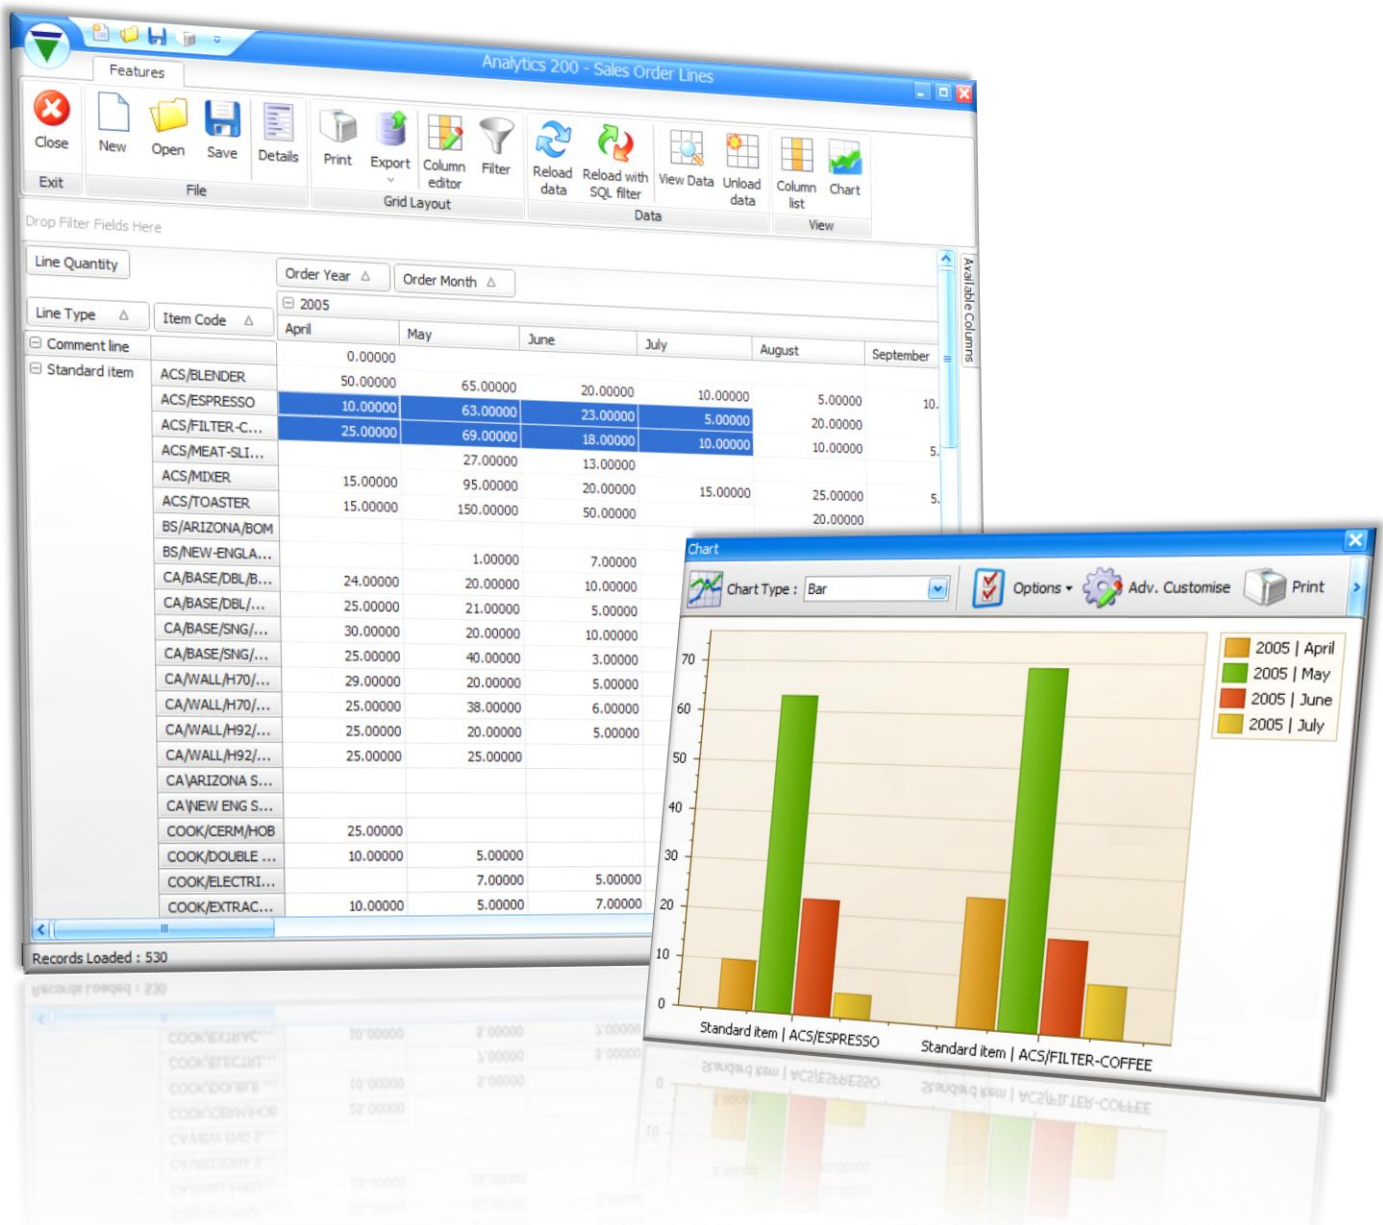 Analytics 200 - Sales Order Lines
Features
Close New Open Save Details Print Export Column editor Filter Reload data Reload with SQL filter View Data Unload data Column list Chart
Exit File Grid Layout Data View
Drop Filter Fields Here
Available Columns
Line Quantity Order Year Order Month
2005
Line Type Item Code April May June July August September
Comment line 0.00000
Standard item ACS/BLENDER 50.00000 65.00000 20.00000 10.00000 5.00000 10.
ACS/ESPRESSO 10.00000 63.00000 23.00000 5.00000 20.00000
ACS/FILTER-C... 25.00000 69.00000 18.00000 10.00000 10.00000 5.
ACS/MEAT-SLI... 27.00000 13.00000
ACS/MIXER 15.00000 95.00000 20.00000 15.00000 25.00000 5.
ACS/TOASTER 15.00000 150.00000 50.00000 20.00000
BS/ARIZONA/BOM
BS/NEW-ENGLA... 1.00000 7.00000
CA/BASE/DBL/B... 24.00000 20.00000 10.00000
CA/BASE/DBL/... 25.00000 21.00000 5.00000
CA/BASE/SNG/... 30.00000 20.00000 10.00000
CA/BASE/SNG/... 25.00000 40.00000 3.00000
CA/WALL/H70/... 29.00000 20.00000 5.00000
CA/WALL/H70/... 25.00000 38.00000 6.00000
CA/WALL/H92/... 25.00000 20.00000 5.00000
CA/WALL/H92/... 25.00000 25.00000
CA\ARIZONA S...
CA\NEW ENG S...
COOK/CERM/HOB 25.00000
COOK/DOUBLE ... 10.00000 5.00000
COOK/ELECTRI... 7.00000 5.00000
COOK/EXTRAC... 10.00000 5.00000 7.00000
Records Loaded : 530
Chart
Chart Type : Bar Options Adv. Customise Print
2005 | April
2005 | May
2005 | June
2005 | July
70
60
50
40
30
20
10
0
Standard item | ACS/ESPRESSO
Standard item | ACS/FILTER-COFFEE